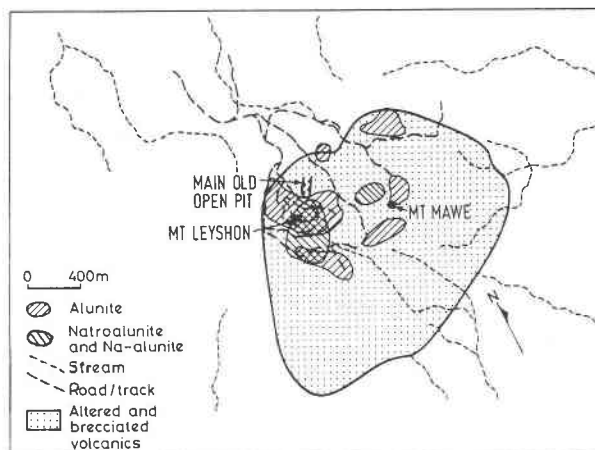 MAIN OLD
OPEN PIT
MT LEYSHON
MT MAWE
N
0 400m
Alunite
Natroalunite
and Na-alunite
Stream
Road/track
Altered and
brecciated
volcanics